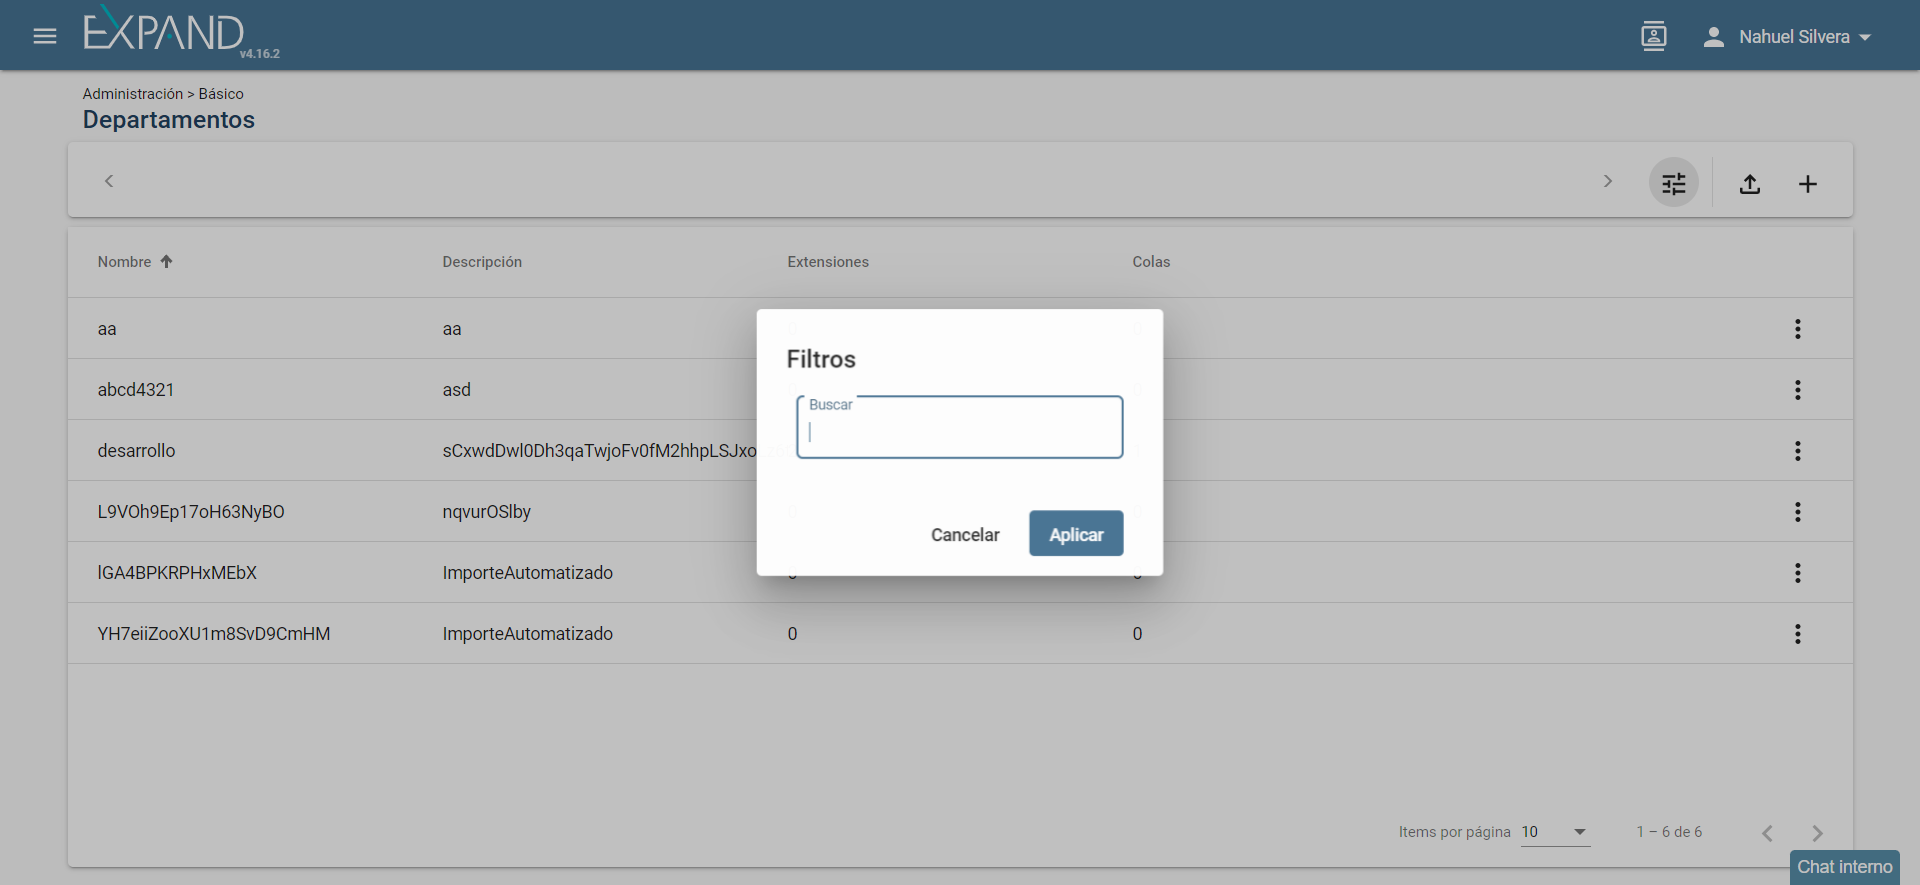 EXPAND
v4.16.2
Nahuel Silvera
Administración > Básico
Departamentos
Nombre Descripción Extensiones Colas
aa aa
abcd4321 asd
desarrollo
L9VOh9Ep17oH63NyBO nqvurOSlby
lGA4BPKRPHxMEbX ImporteAutomatizado
YH7eiiZooXU1m8SvD9CmHM ImporteAutomatizado 0 0
Filtros
Buscar
Cancelar Aplicar
Items por página 10 1 – 6 de 6
Chat interno